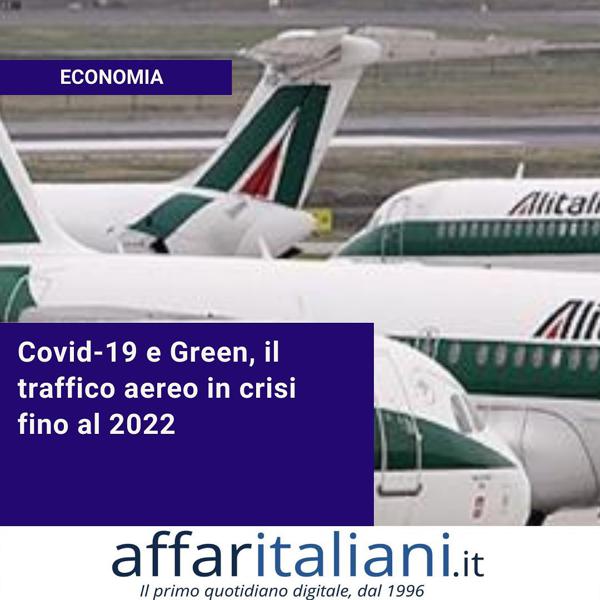 ECONOMIA
Alitali
Ali
Covid-19 e Green, il
traffico aereo in crisi
fino al 2022
affaritaliani.it
Il primo quotidiano digitale, dal 1996